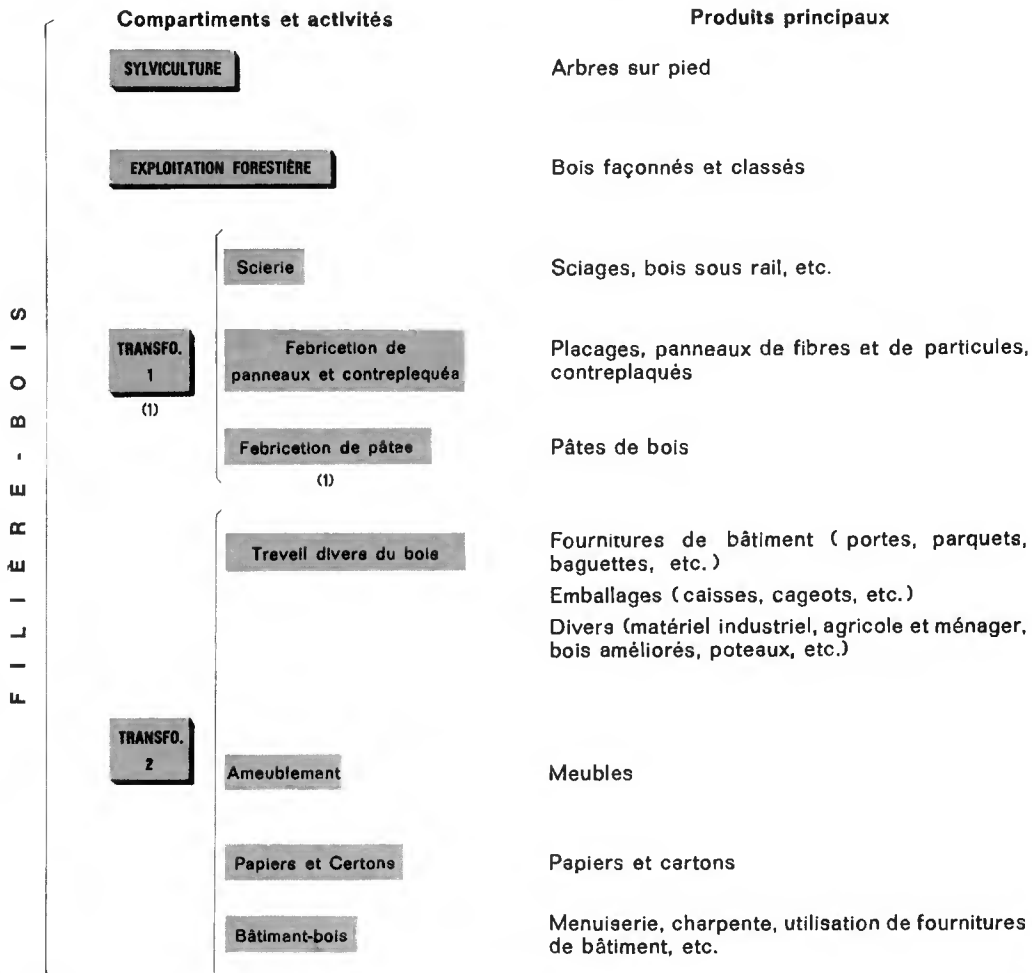 Compartiments et activités
Produits principaux
FILIÈRE-BOIS
SYLVICULTURE
Arbres sur pied
EXPLOITATION FORESTIÈRE
Bois façonnés et classés
TRANSFO.
1
(1)
Scierie
Sciages, bois sous rail, etc.
Febricetion de
panneaux et contreplequéa
Placages, panneaux de fibres et de particules,
contreplaqués
Febricetion de pâtee
(1)
Pâtes de bois
TRANSFO.
2
Treveil divers du bois
Fournitures de bâtiment ( portes, parquets,
baguettes, etc. )
Emballages (caisses, cageots, etc.)
Divers (matériel industriel, agricole et ménager,
bois améliorés, poteaux, etc.)
Ameublement
Meubles
Papiers et Certons
Papiers et cartons
Bâtimant-bois
Menuiserie, charpente, utilisation de fournitures
de bâtiment, etc.